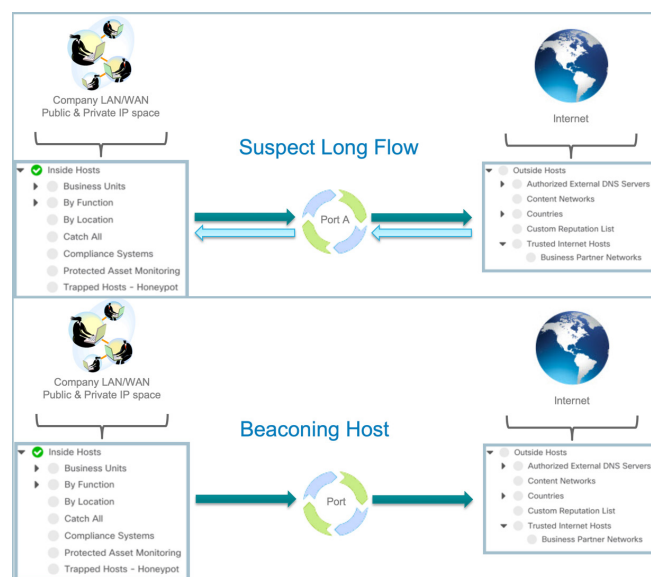 Company LAN/WAN
Public & Private IP space
Internet
Suspect Long Flow
Inside Hosts
Business Units
By Function
By Location
Catch All
Compliance Systems
Protected Asset Monitoring
Trapped Hosts - Honeypot
Port A
Outside Hosts
Authorized External DNS Servers
Content Networks
Countries
Custom Reputation List
Trusted Internet Hosts
Business Partner Networks
Company LAN/WAN
Public & Private IP space
Internet
Beaconing Host
Inside Hosts
Business Units
By Function
By Location
Catch All
Compliance Systems
Protected Asset Monitoring
Trapped Hosts - Honeypot
Port
Outside Hosts
Authorized External DNS Servers
Content Networks
Countries
Custom Reputation List
Trusted Internet Hosts
Business Partner Networks